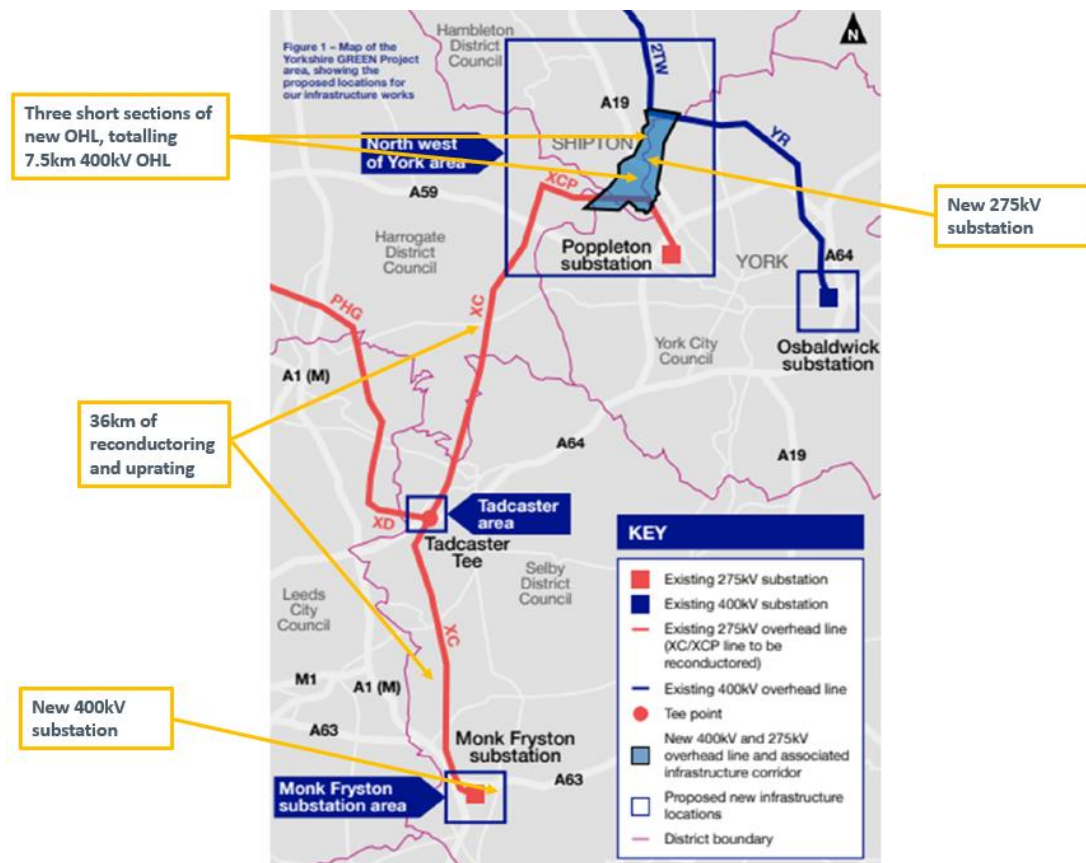 Figure 1 – Map of the
Yorkshire GREEN Project
area, showing the
proposed locations for
our infrastructure works
Hambleton
District
Council
2TW
N
Three short sections of
new OHL, totalling
7.5km 400kV OHL
A19
SHIPTON
YR
North west
of York area
XCP
A59
New 275kV
substation
Harrogate
District
Council
Poppleton
substation
YORK
A64
PHG
XC
York City
Council
Osbaldwick
substation
A1 (M)
36km of
reconductoring
and uprating
A64
A19
Tadcaster
area
XD
Tadcaster
Tee
Selby
District
Council
Leeds
City
Council
XC
M1
A1 (M)
A63
New 400kV
substation
Monk Fryston
substation
A63
Monk Fryston
substation area
KEY
Existing 275kV substation
Existing 400kV substation
Existing 275kV overhead line
(XC/XCP line to be
reconductored)
Existing 400kV overhead line
Tee point
New 400kV and 275kV
overhead line and associated
infrastructure corridor
Proposed new infrastructure
locations
District boundary